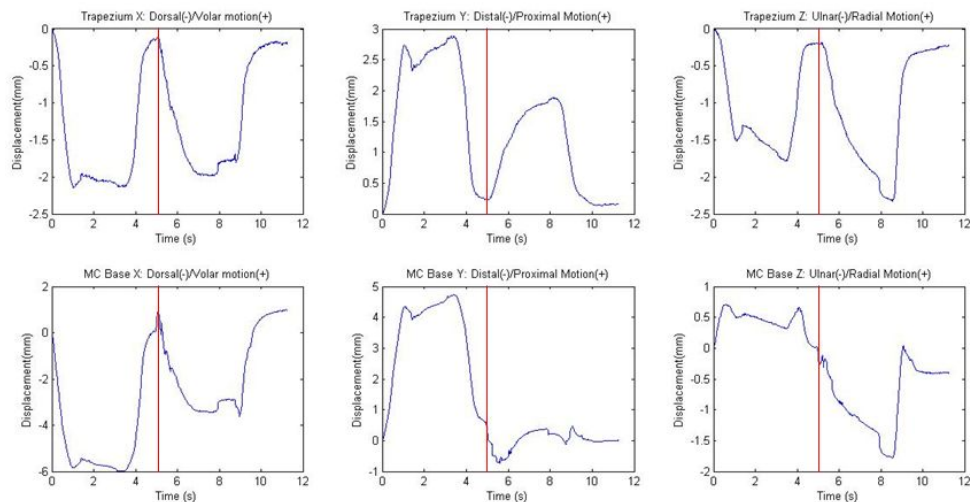 Trapezium X: Dorsal(-)/Volar motion(+)
0
-0.5
-1
-1.5
-2
-2.5
Displacement(mm)
0 2 4 6 8 10 12
Time (s)
Trapezium Y: Distal(-)/Proximal Motion(+)
3
2.5
2
1.5
1
0.5
0
Displacement(mm)
0 2 4 6 8 10 12
Time (s)
Trapezium Z: Ulnar(-)/Radial Motion(+)
0
-0.5
-1
-1.5
-2
-2.5
Displacement(mm)
0 2 4 6 8 10 12
Time (s)
MC Base X: Dorsal(-)/Volar motion(+)
2
0
-2
-4
-6
Displacement(mm)
0 2 4 6 8 10 12
Time (s)
MC Base Y: Distal(-)/Proximal Motion(+)
5
4
3
2
1
0
-1
Displacement(mm)
0 2 4 6 8 10 12
Time (s)
MC Base Z: Ulnar(-)/Radial Motion(+)
1
0.5
0
-0.5
-1
-1.5
-2
Displacement(mm)
0 2 4 6 8 10 12
Time (s)